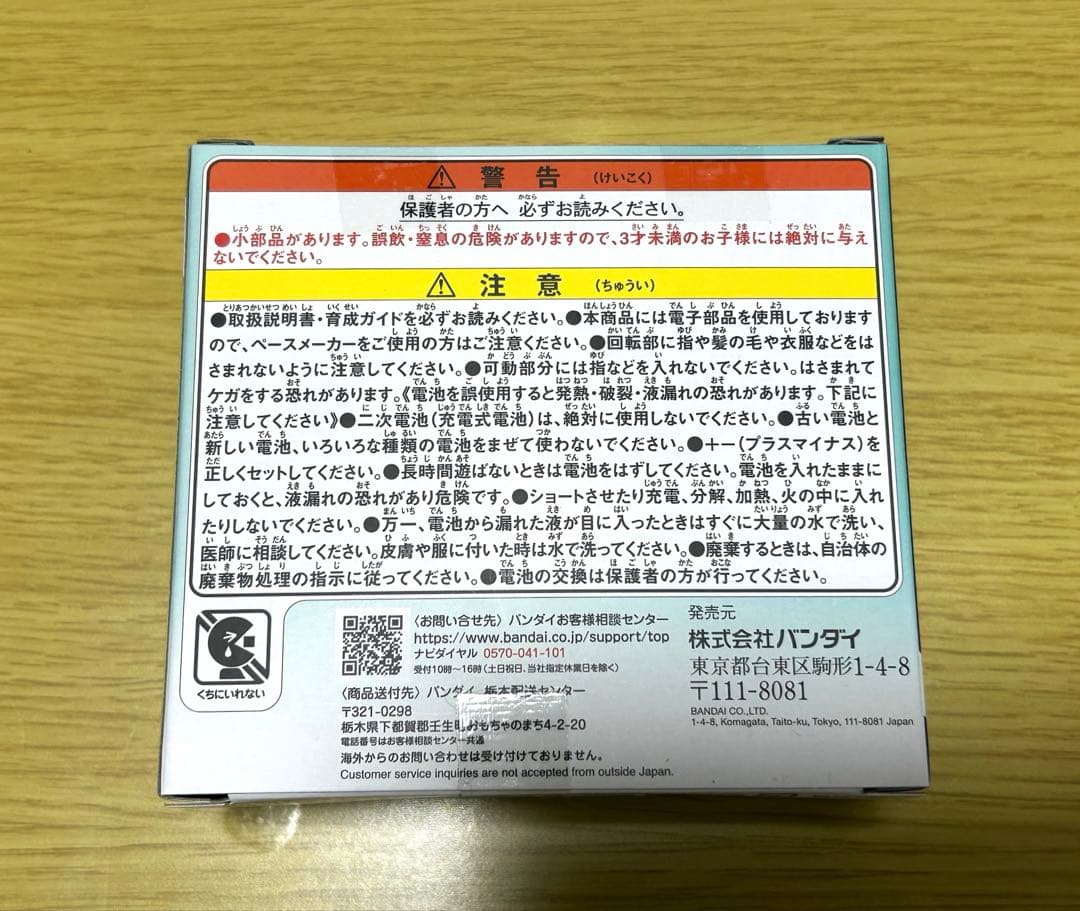 警告 (けいこく)
保護者の方へ 必ずお読みください。
●小部品があります。誤飲・窒息の危険がありますので、3才未満のお子様には絶対に与え
ないでください。
注意 (ちゅうい)
●取扱説明書・育成ガイドを必ずお読みください。●本商品には電子部品を使用しております
ので、ペースメーカーをご使用の方はご注意ください。●回転部に指や髪の毛や衣服などをは
さまれないように注意してください。●可動部分には指などを入れないでください。はさまれて
ケガをする恐れがあります。《電池を誤使用すると発熱・破裂・液漏れの恐れがあります。下記に
注意してください》●二次電池(充電式電池)は、絶対に使用しないでください。●古い電池と
新しい電池、いろいろな種類の電池をまぜて使わないでください。●+-(プラスマイナス)を
正しくセットしてください。●長時間遊ばないときは電池をはずしてください。電池を入れたままに
しておくと、液漏れの恐れがあり危険です。●ショートさせたり充電、分解、加熱、火の中に入れ
たりしないでください。●万一、電池から漏れた液が目に入ったときはすぐに大量の水で洗い、
医師に相談してください。皮膚や服に付いた時は水で洗ってください。●廃棄するときは、自治体の
廃棄物処理の指示に従ってください。●電池の交換は保護者の方が行ってください。
くちにいれない
〈お問い合せ先〉バンダイお客様相談センター
https://www.bandai.co.jp/support/top
ナビダイヤル 0570-041-101
受付10時~16時(土日祝日、当社指定休業日を除く)
〈商品送付先〉バンダイ 栃木配送センター
〒321-0298
栃木県下都賀郡壬生町おもちゃのまち4-2-20
電話番号はお客様相談センター共通
海外からのお問い合わせは受け付けておりません。
Customer service inquiries are not accepted from outside Japan.
発売元
株式会社バンダイ
東京都台東区駒形1-4-8
〒111-8081
BANDAI CO.,LTD.
1-4-8, Komagata, Taito-ku, Tokyo, 111-8081 Japan